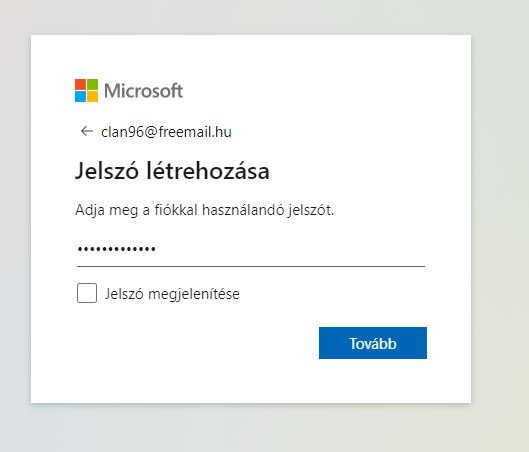 Microsoft
← clan96@freemail.hu
Jelszó létrehozása
Adja meg a fiókkal használandó jelszót.
•••••••••••••
Jelszó megjelenítése
Tovább